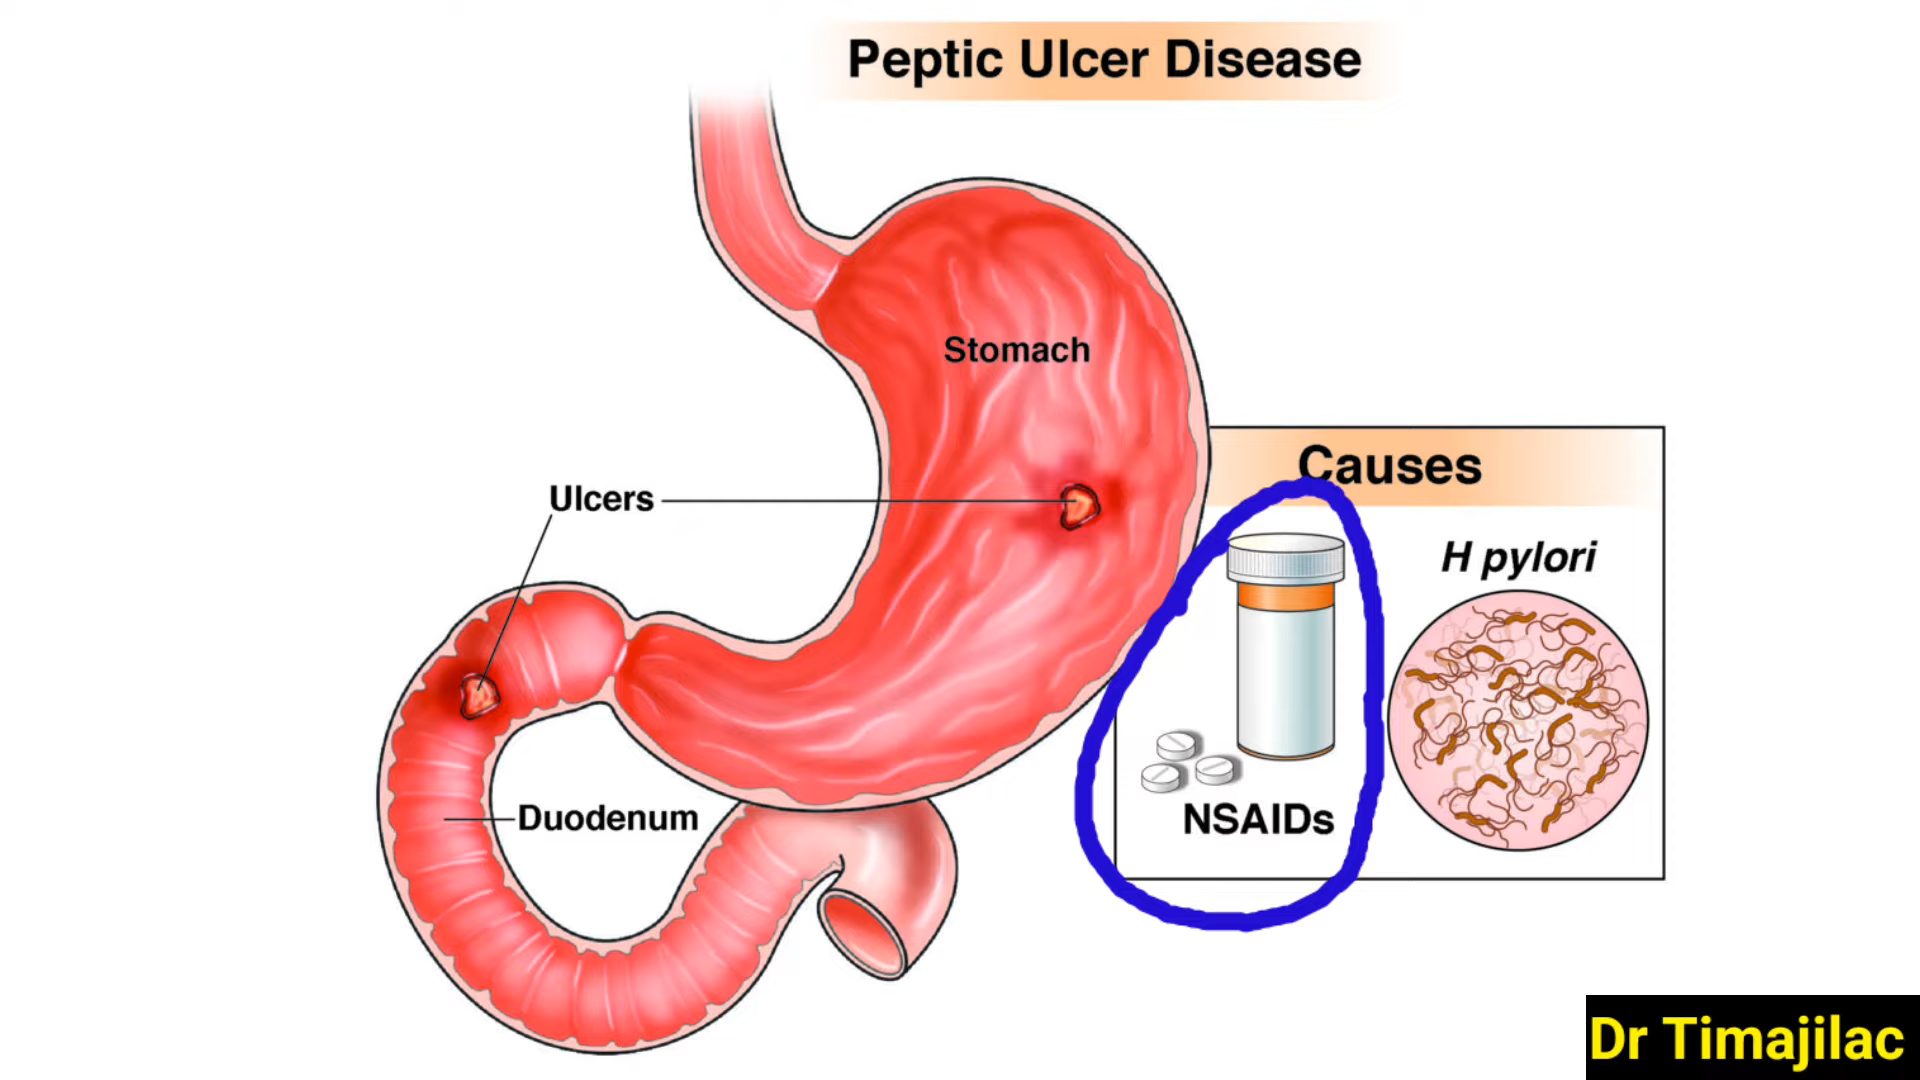 Peptic Ulcer Disease
Stomach
Ulcers
Duodenum
Causes
NSAIDs
H pylori
Dr Timajilac